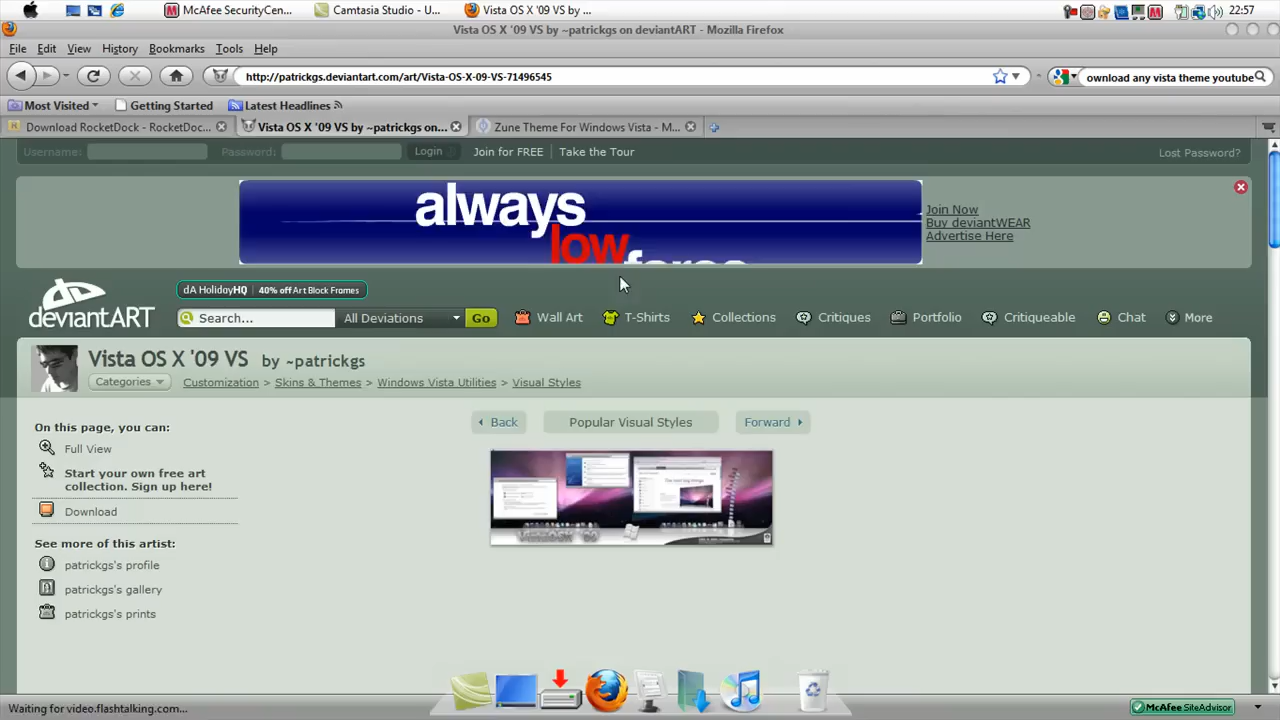 McAfee SecurityCen...
Camtasia Studio - U...
Vista OS X '09 VS by ~...
22:57
Vista OS X '09 VS by ~patrickgs on deviantART - Mozilla Firefox
File Edit View History Bookmarks Tools Help
http://patrickgs.deviantart.com/art/Vista-OS-X-09-VS-71496545
ownload any vista theme youtube
Most Visited
Getting Started
Latest Headlines
Download RocketDock - RocketDoc...
Vista OS X '09 VS by ~patrickgs on...
Zune Theme For Windows Vista - M...
Username:
Password:
Login
Join for FREE
Take the Tour
Lost Password?
always
low
Join Now
Buy deviantWEAR
Advertise Here
deviantART
dA HolidayHQ 40% off Art Block Frames
Search...
All Deviations
Go
Wall Art
T-Shirts
Collections
Critiques
Portfolio
Critiqueable
Chat
More
Vista OS X '09 VS by ~patrickgs
Categories
Customization > Skins & Themes > Windows Vista Utilities > Visual Styles
Back
Popular Visual Styles
Forward
On this page, you can:
Full View
Start your own free art
collection. Sign up here!
Download
See more of this artist:
patrickgs's profile
patrickgs's gallery
patrickgs's prints
Waiting for video.flashtalking.com...
McAfee SiteAdvisor